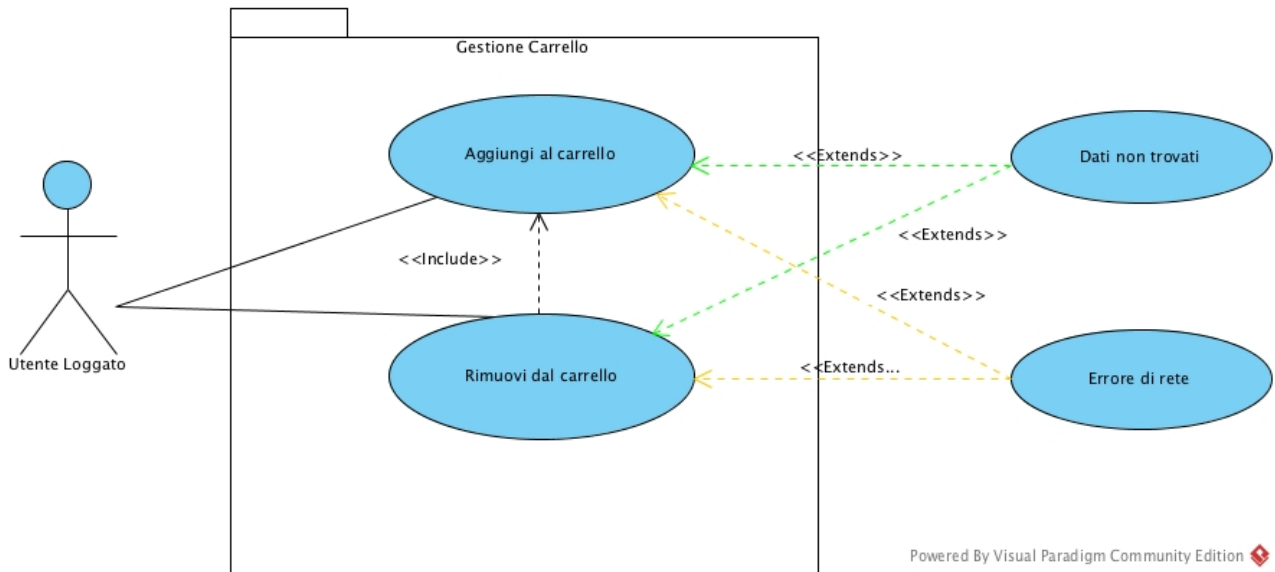 Gestione Carrello
Aggiungi al carrello
<<Extends>>
Dati non trovati
<<Extends>>
<<Include>>
<<Extends>>
Utente Loggato
Rimuovi dal carrello
<<Extends...
Errore di rete
Powered By Visual Paradigm Community Edition